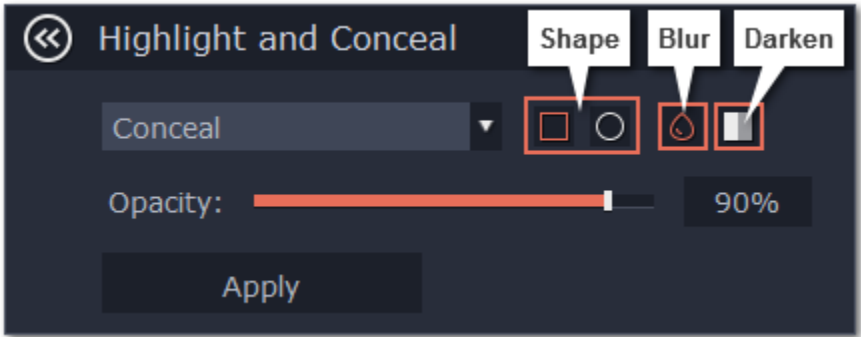 Highlight and Conceal
Shape Blur Darken
Conceal
Opacity: 90%
Apply